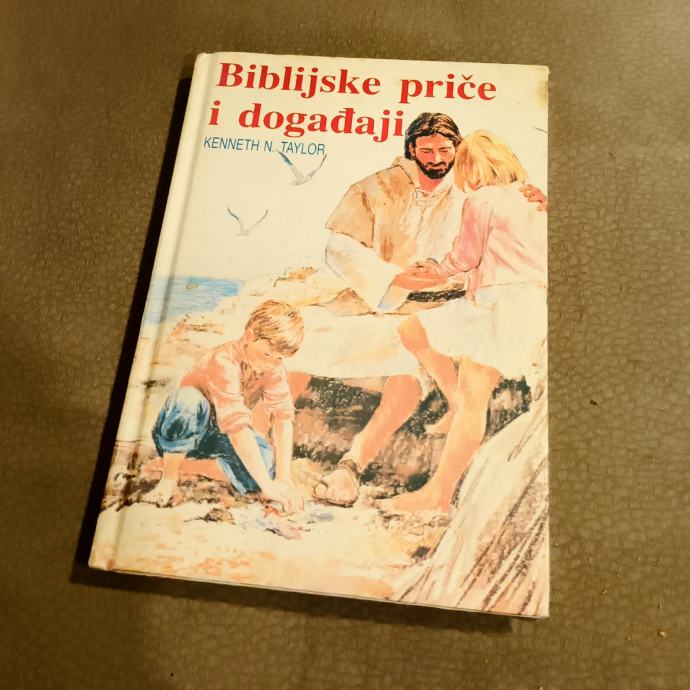 Biblijske priče
i događaji
KENNETH N. TAYLOR